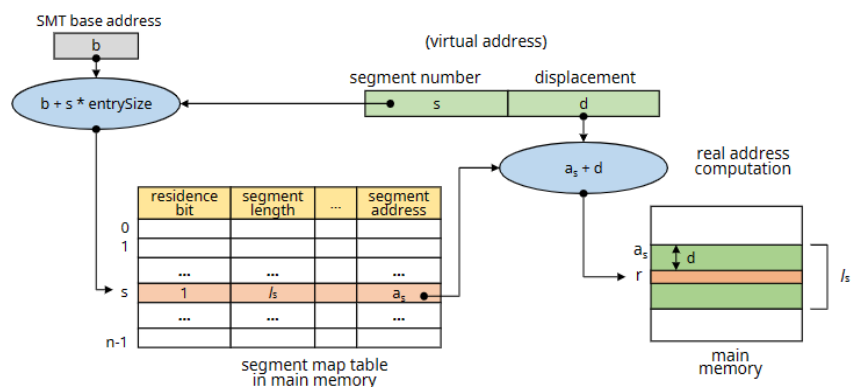 SMT base address
b
(virtual address)
segment number displacement
b + s * entrySize
s d
real address
computation
aₛ + d
residence
bit
segment
length
...
segment
address
0
1
... ... ...
s 1 lₛ aₛ
... ... ...
n-1
segment map table
in main memory
aₛ
d
r
lₛ
main
memory